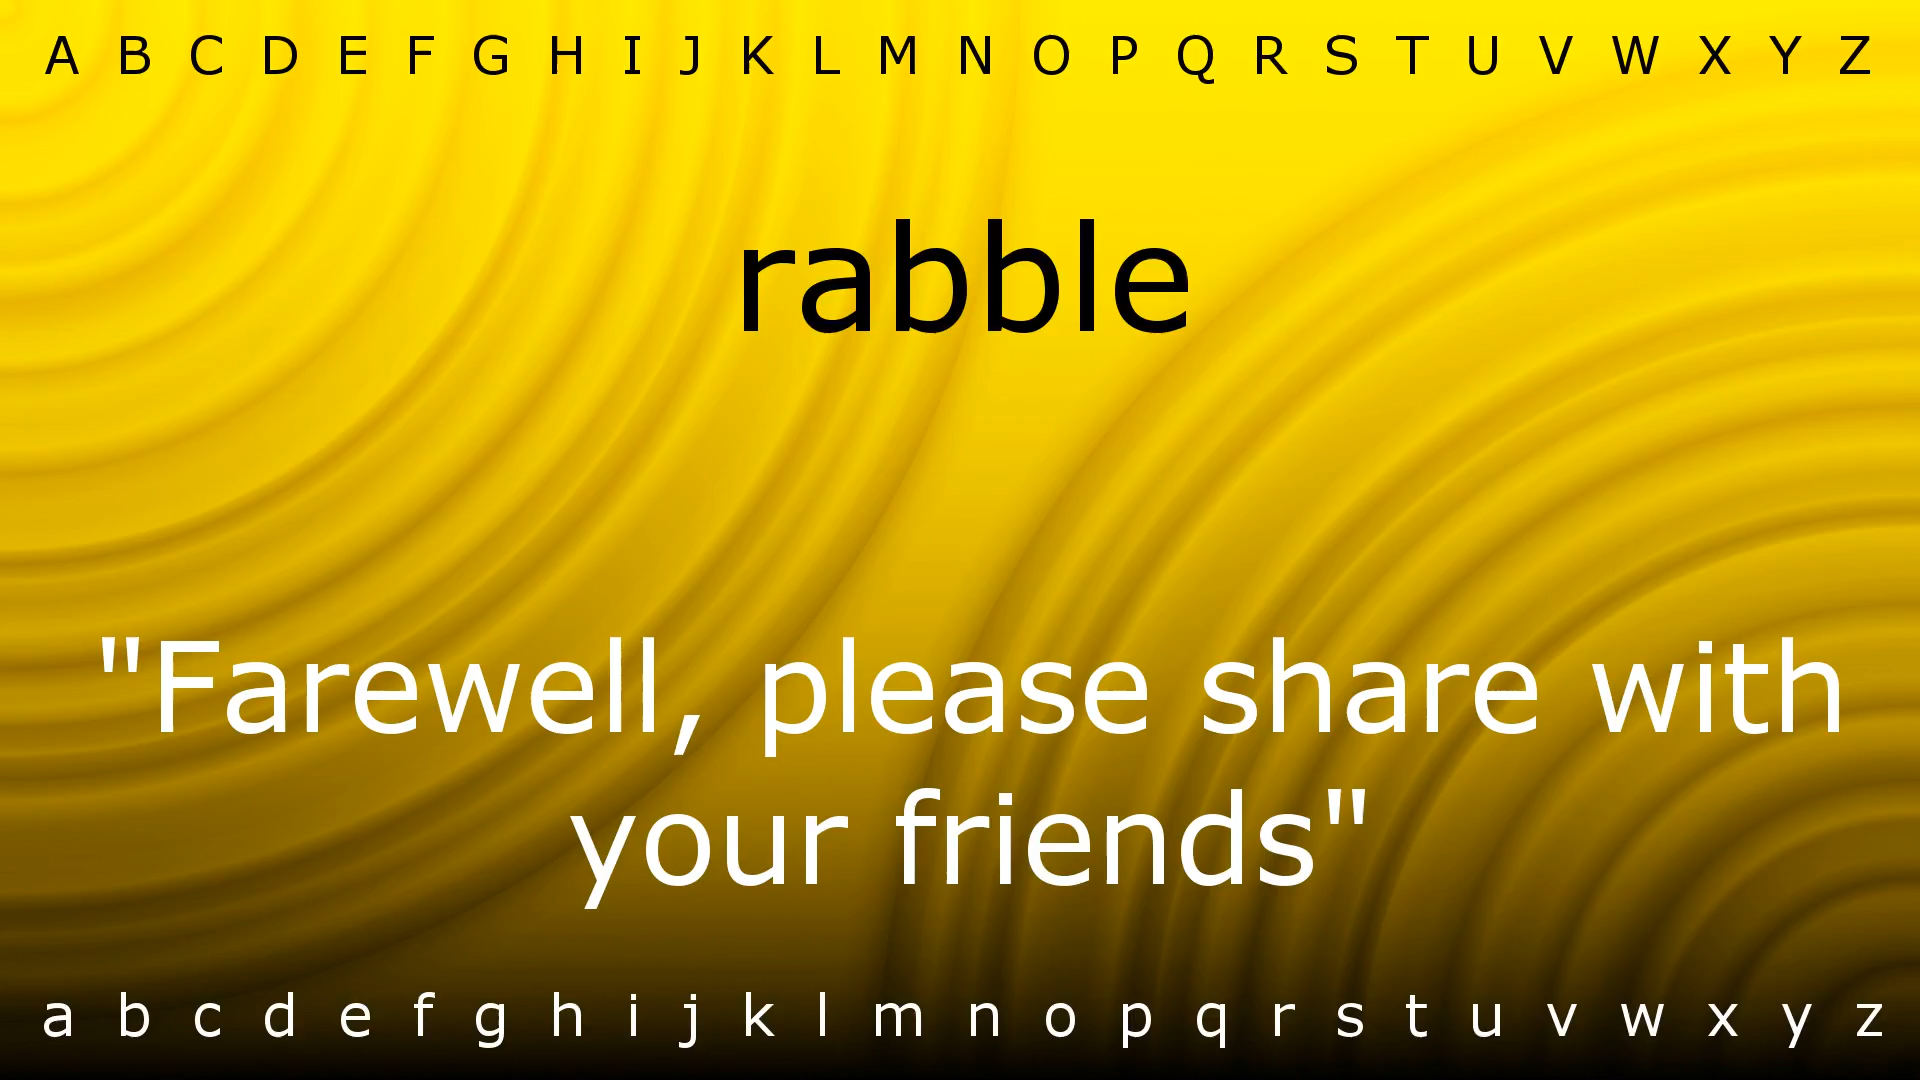 A B C D E F G H I J K L M N O P Q R S T U V W X Y Z
rabble
"Farewell, please share with
your friends"
a b c d e f g h i j k l m n o p q r s t u v w x y z